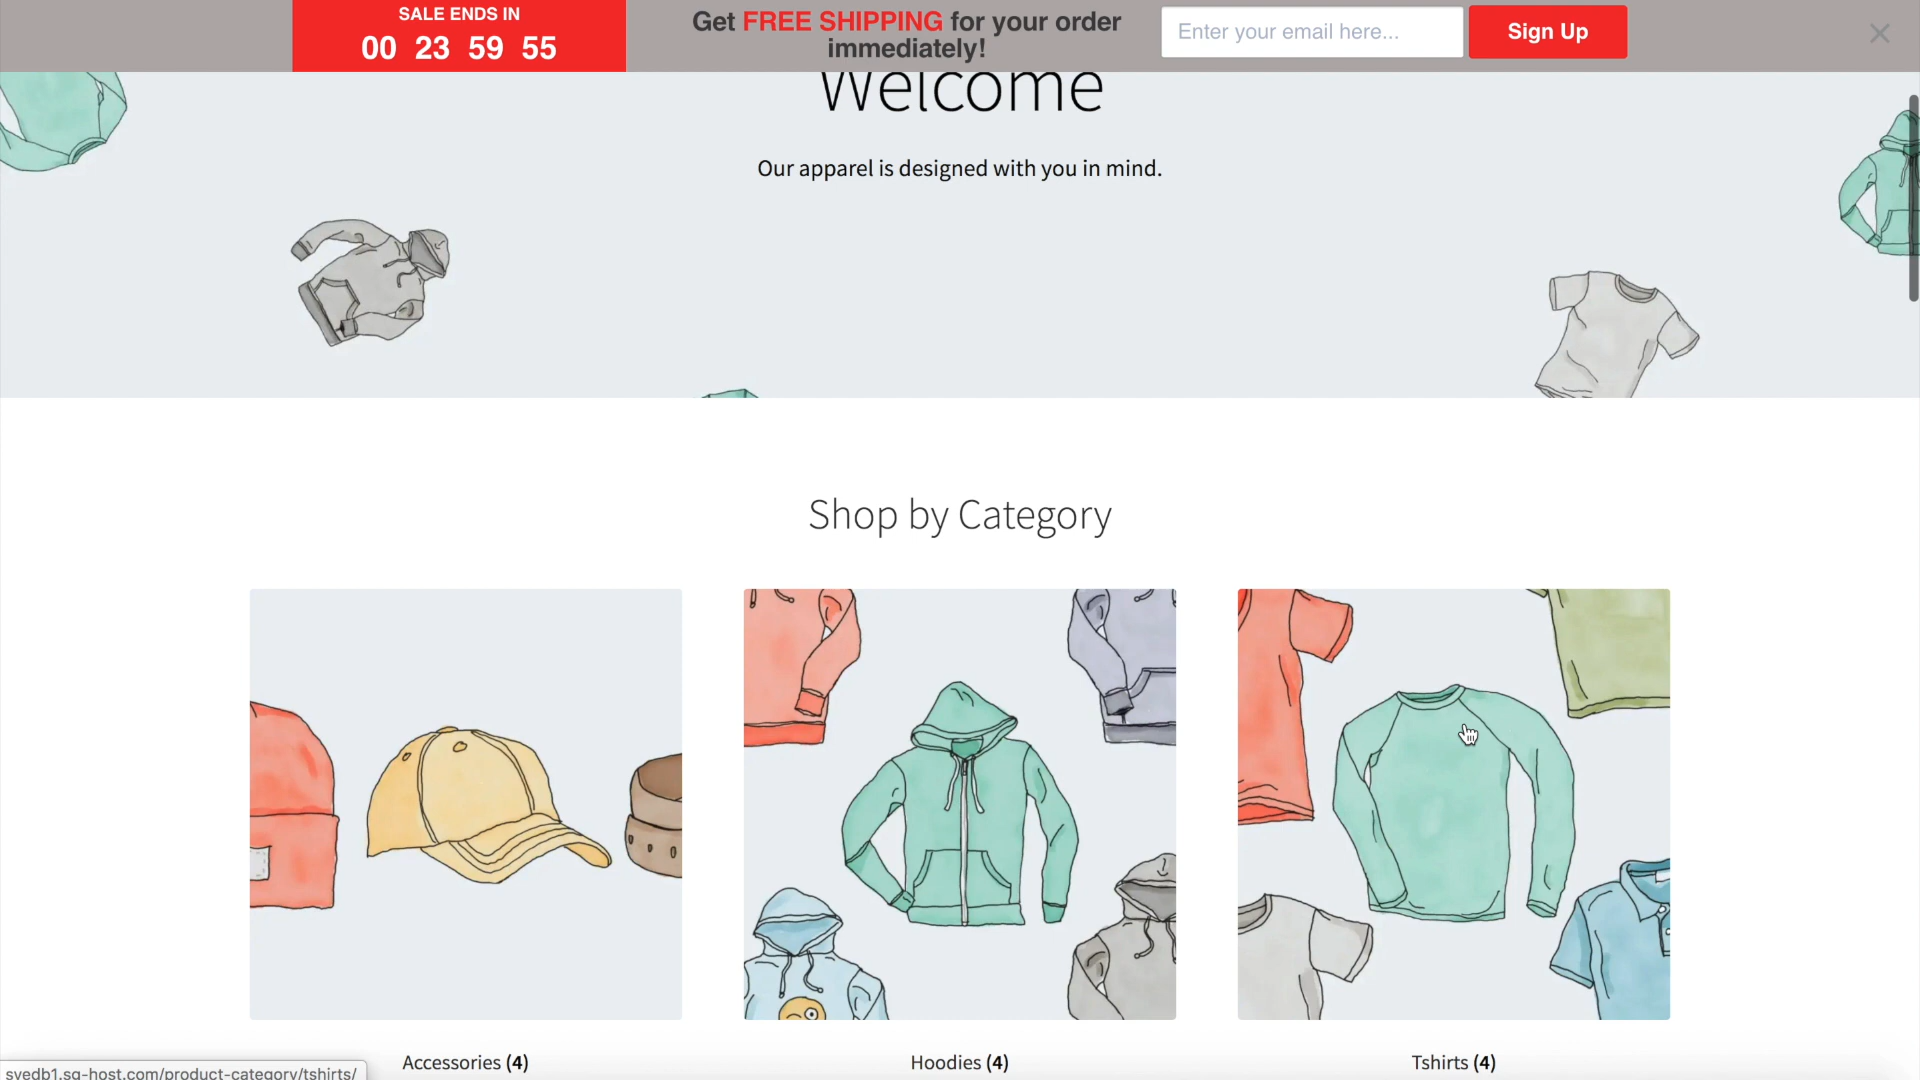 SALE ENDS IN
00 23 59 55
Get FREE SHIPPING for your order
immediately!
Enter your email here...
Sign Up
Welcome
Our apparel is designed with you in mind.
Shop by Category
Accessories (4)
Hoodies (4)
Tshirts (4)
svedb1.sg-host.com/product-category/tshirts/